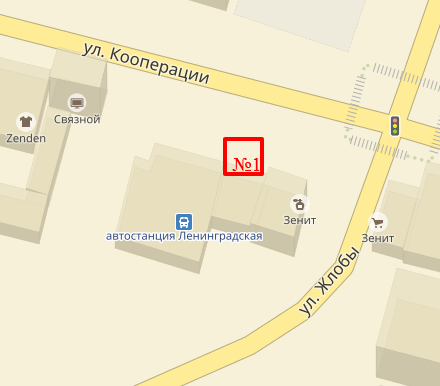 ул. Кооперации
Связной
Zenden
№1
Зенит
автостанция Ленинградская
Зенит
ул. Жлобы